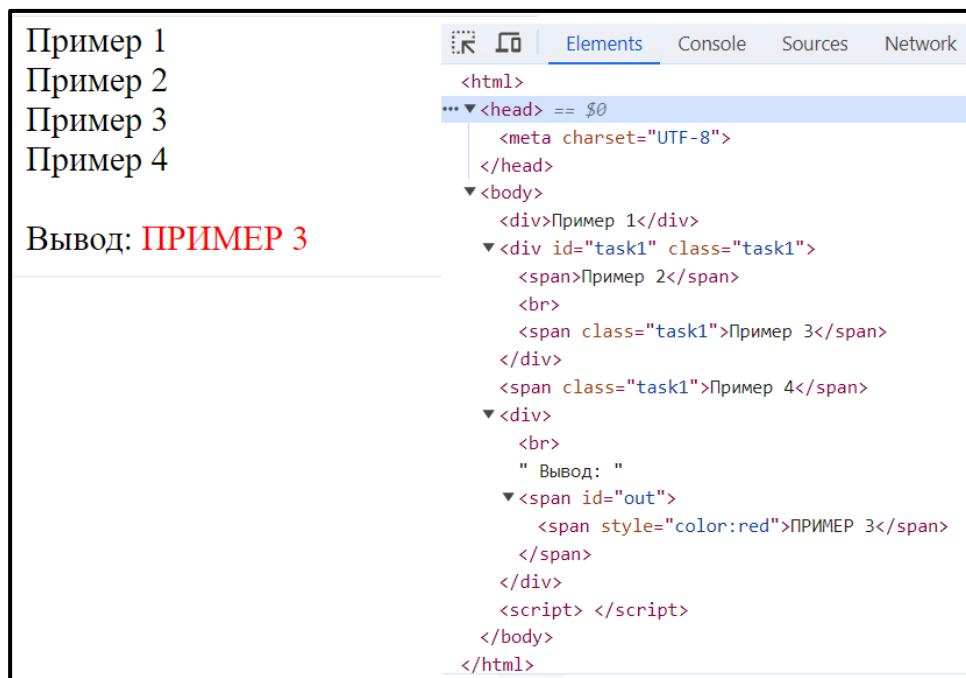 Пример 1
Пример 2
Пример 3
Пример 4
Вывод: ПРИМЕР 3
Elements Console Sources Network
<html>
••• ▼<head> == $0
<meta charset="UTF-8">
</head>
▼<body>
<div>Пример 1</div>
▼<div id="task1" class="task1">
<span>Пример 2</span>
<br>
<span class="task1">Пример 3</span>
</div>
<span class="task1">Пример 4</span>
▼<div>
<br>
" Вывод: "
▼<span id="out">
<span style="color:red">ПРИМЕР 3</span>
</span>
</div>
<script> </script>
</body>
</html>